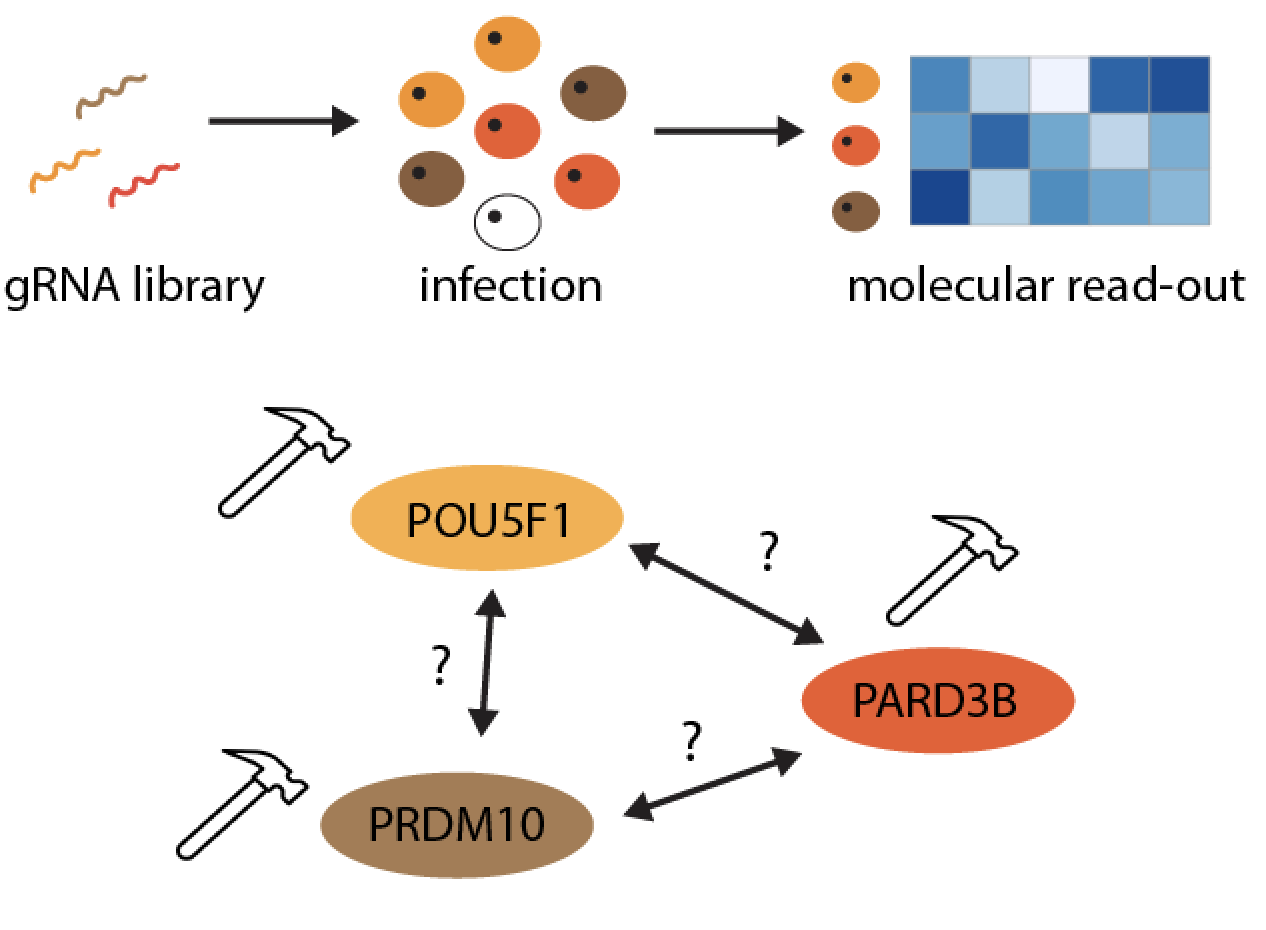 gRNA library
infection
molecular read-out
POU5F1
?
PARD3B
?
?
PRDM10